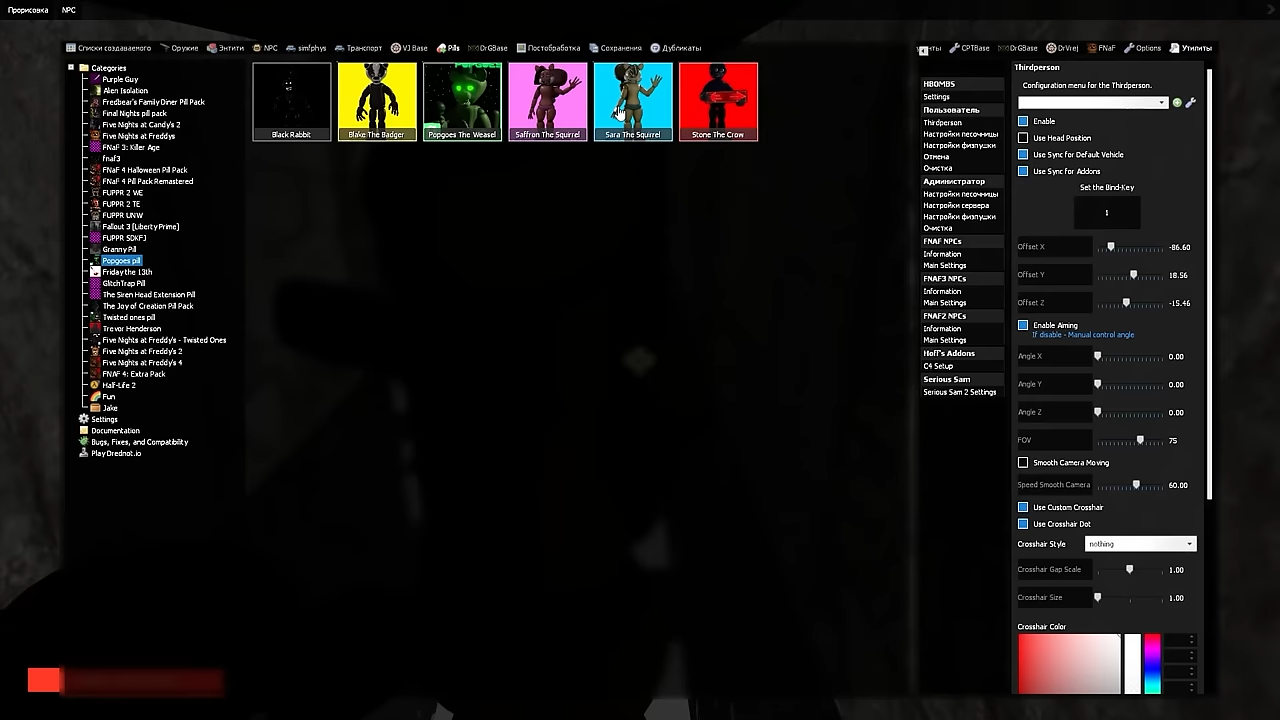 Прорисовка NPC
Списки создаваемого Оружие Энтити NPC simfphys Транспорт VJ Base Pills DrGBase Постобработка Сохранения Дубликаты
CPTBase DrGBase DrVrej FNaF Options Утилиты
Categories
Purple Guy
Alien Isolation
Fredbear's Family Diner Pill Pack
Final Nights pill pack
Five Nights at Candy's 2
Five Nights at Freddys
FNaF 3: Killer Age
fnaf3
FNaF 4 Halloween Pill Pack
FNAF 4 Pill Pack Remastered
FUPPR 2 WE
FUPPR 2 TE
FUPPR UNW
Fallout 3 [Liberty Prime]
FUPPR SDKFJ
Granny Pill
Popgoes pill
Friday the 13th
GlitchTrap Pill
The Siren Head Extension Pill
The Joy of Creation Pill Pack
Twisted ones pill
Trevor Henderson
Five Nights at Freddy's - Twisted Ones
Five Nights at Freddy's 2
Five Nights at Freddy's 4
FNAF 4: Extra Pack
Half-Life 2
Fun
Jake
Settings
Documentation
Bugs, Fixes, and Compatibility
Play Drednot.io
Black Rabbit
Blake The Badger
Popgoes The Weasel
Saffron The Squirrel
Sara The Squirrel
Stone The Crow
HBOMBS
Settings
Пользователь
Thirdperson
Настройки песочницы
Настройки физпушки
Отмена
Очистка
Администратор
Настройки песочницы
Настройки сервера
Настройки физпушки
Очистка
FNAF NPCs
Information
Main Settings
FNAF3 NPCs
Information
Main Settings
FNAF2 NPCs
Information
Main Settings
Hoff's Addons
C4 Setup
Serious Sam
Serious Sam 2 Settings
Thirdperson
Configuration menu for the Thirdperson.
Enable
Use Head Position
Use Sync for Default Vehicle
Use Sync for Addons
Set the Bind-Key
Offset X -86.60
Offset Y 18.56
Offset Z -15.46
Enable Aiming
If disable - Manual control angle
Angle X 0.00
Angle Y 0.00
Angle Z 0.00
FOV 75
Smooth Camera Moving
Speed Smooth Camera 60.00
Use Custom Crosshair
Use Crosshair Dot
Crosshair Style nothing
Crosshair Gap Scale 1.00
Crosshair Size 1.00
Crosshair Color